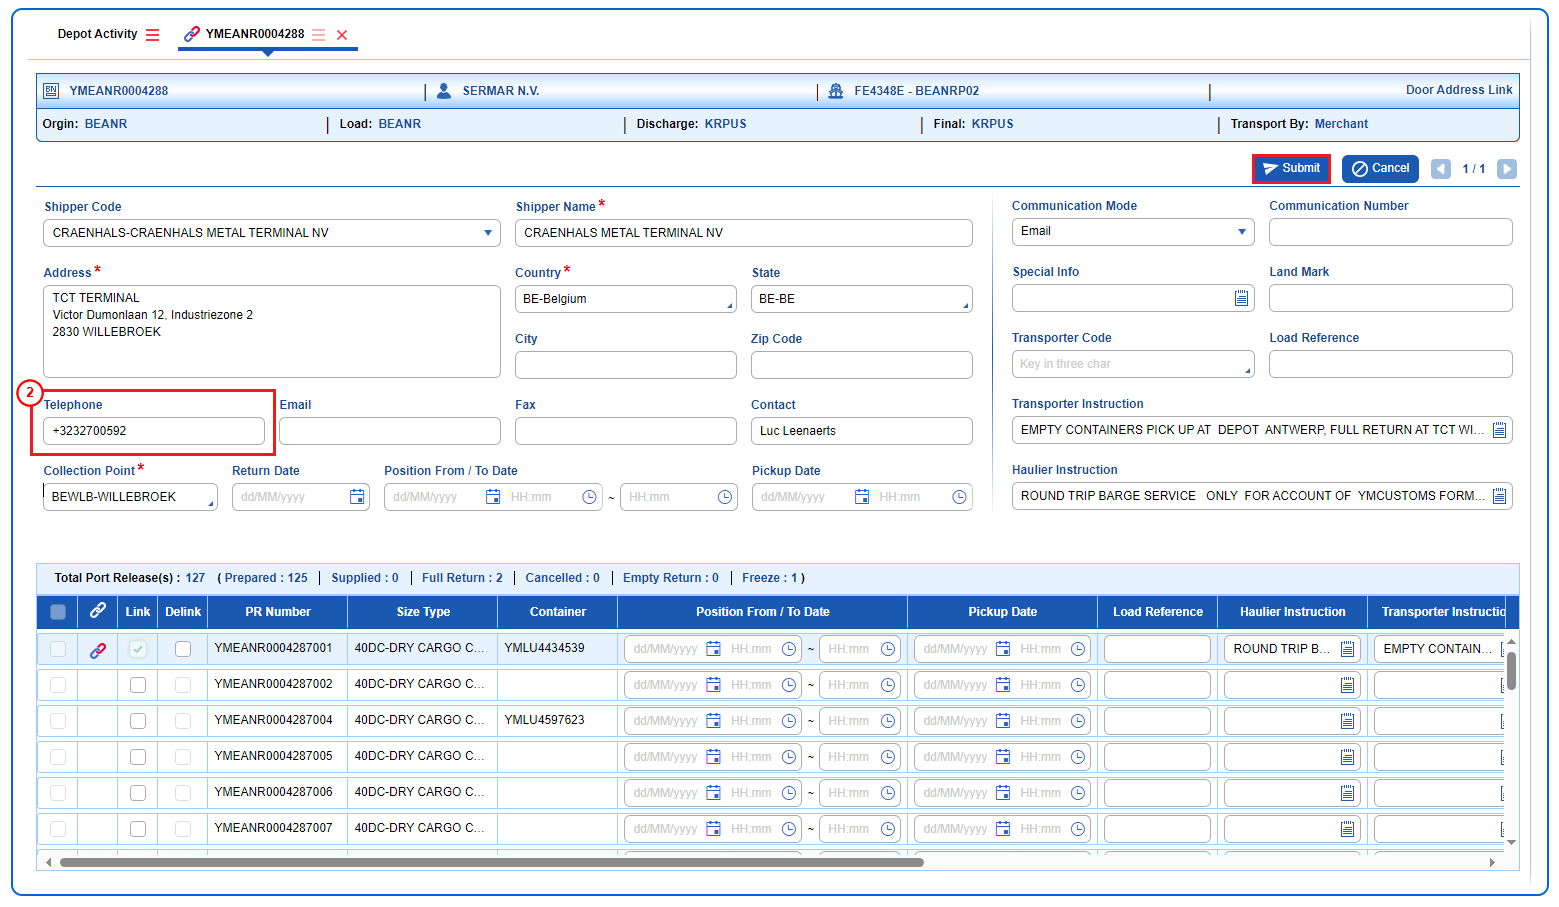 Depot Activity
YMEANR0004288
BN YMEANR0004288
SERMAR N.V.
FE4348E - BEANRP02
Door Address Link
Orgin: BEANR
Load: BEANR
Discharge: KRPUS
Final: KRPUS
Transport By: Merchant
Submit
Cancel
1 / 1
Shipper Code
Shipper Name*
Communication Mode
Communication Number
CRAENHALS-CRAENHALS METAL TERMINAL NV
CRAENHALS METAL TERMINAL NV
Email
Address*
Country*
State
Special Info
Land Mark
TCT TERMINAL
Victor Dumonlaan 12, Industriezone 2
2830 WILLEBROEK
BE-Belgium
BE-BE
City
Zip Code
Transporter Code
Load Reference
Key in three char
2
Telephone
Email
Fax
Contact
Transporter Instruction
+3232700592
Luc Leenaerts
EMPTY CONTAINERS PICK UP AT DEPOT ANTWERP, FULL RETURN AT TCT WI...
Collection Point*
Return Date
Position From / To Date
Pickup Date
Haulier Instruction
BEWLB-WILLEBROEK
dd/MM/yyyy
dd/MM/yyyy HH:mm ~ HH:mm
dd/MM/yyyy HH:mm
ROUND TRIP BARGE SERVICE ONLY FOR ACCOUNT OF YMCUSTOMS FORM...
Total Port Release(s) : 127 ( Prepared : 125 | Supplied : 0 | Full Return : 2 | Cancelled : 0 | Empty Return : 0 | Freeze : 1 )
Link Delink PR Number Size Type Container Position From / To Date Pickup Date Load Reference Haulier Instruction Transporter Instructio
YMEANR0004287001 40DC-DRY CARGO C... YMLU4434539 dd/MM/yyyy HH:mm ~ HH:mm dd/MM/yyyy HH:mm ROUND TRIP B... EMPTY CONTAIN...
YMEANR0004287002 40DC-DRY CARGO C... dd/MM/yyyy HH:mm ~ HH:mm dd/MM/yyyy HH:mm
YMEANR0004287004 40DC-DRY CARGO C... YMLU4597623 dd/MM/yyyy HH:mm ~ HH:mm dd/MM/yyyy HH:mm
YMEANR0004287005 40DC-DRY CARGO C... dd/MM/yyyy HH:mm ~ HH:mm dd/MM/yyyy HH:mm
YMEANR0004287006 40DC-DRY CARGO C... dd/MM/yyyy HH:mm ~ HH:mm dd/MM/yyyy HH:mm
YMEANR0004287007 40DC-DRY CARGO C... dd/MM/yyyy HH:mm ~ HH:mm dd/MM/yyyy HH:mm